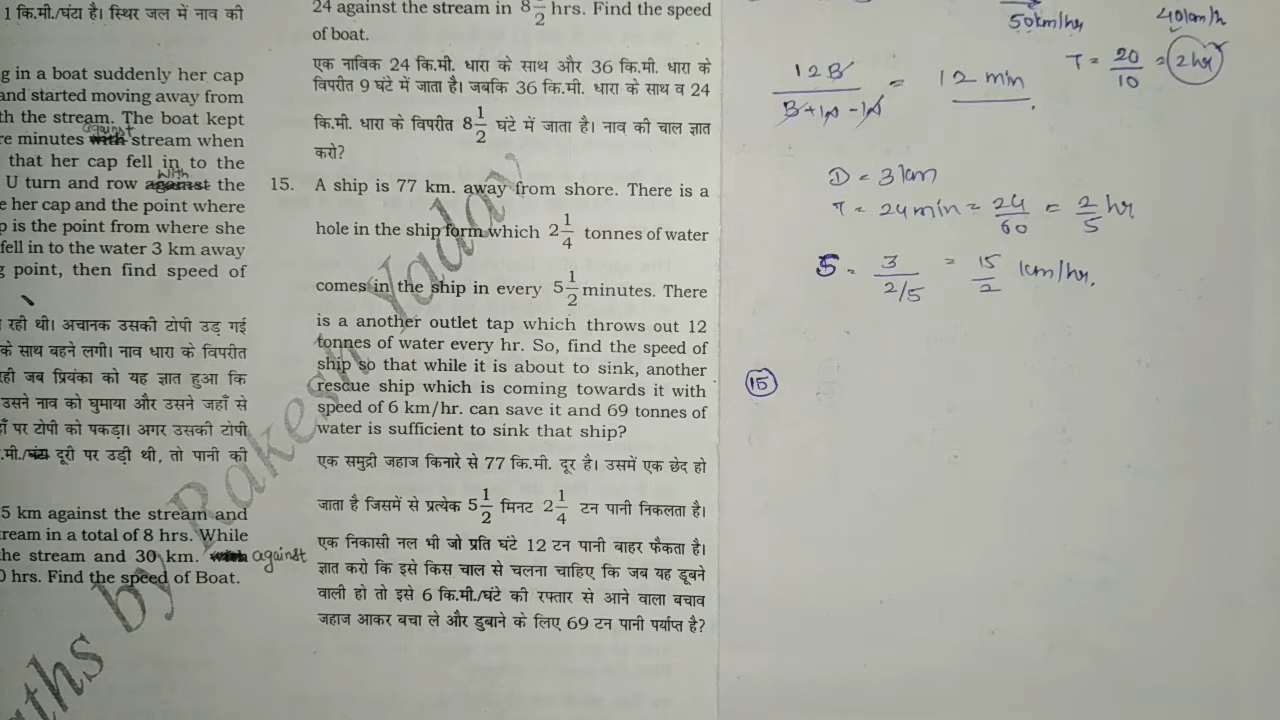 1 कि.मी./घंटा है। स्थिर जल में नाव की
g in a boat suddenly her cap
and started moving away from
th the stream. The boat kept
re minutes with against stream when
that her cap fell in to the
U turn and row against with the
e her cap and the point where
p is the point from where she
fell in to the water 3 km away
g point, then find speed of
रही थी। अचानक उसकी टोपी उड़ गई
के साथ बहने लगी। नाव धारा के विपरीत
रही जब प्रियंका को यह ज्ञात हुआ कि
उसने नाव को घुमाया और उसने जहाँ से
हाँ पर टोपी को पकड़ा। अगर उसकी टोपी
.मी./घंटा दूरी पर उड़ी थी, तो पानी की
5 km against the stream and
ream in a total of 8 hrs. While
the stream and 30 km. with against
0 hrs. Find the speed of Boat.
24 against the stream in 8 1/2 hrs. Find the speed
of boat.
एक नाविक 24 कि.मी. धारा के साथ और 36 कि.मी. धारा के
विपरीत 9 घंटे में जाता है। जबकि 36 कि.मी. धारा के साथ व 24
कि.मी. धारा के विपरीत 8 1/2 घंटे में जाता है। नाव की चाल ज्ञात
करो?
15. A ship is 77 km. away from shore. There is a
hole in the ship form which 2 1/4 tonnes of water
comes in the ship in every 5 1/2 minutes. There
is a another outlet tap which throws out 12
tonnes of water every hr. So, find the speed of
ship so that while it is about to sink, another
rescue ship which is coming towards it with
speed of 6 km/hr. can save it and 69 tonnes of
water is sufficient to sink that ship?
एक समुद्री जहाज किनारे से 77 कि.मी. दूर है। उसमें एक छेद हो
जाता है जिसमें से प्रत्येक 5 1/2 मिनट 2 1/4 टन पानी निकलता है।
एक निकासी नल भी जो प्रति घंटे 12 टन पानी बाहर फैकता है।
ज्ञात करो कि इसे किस चाल से चलना चाहिए कि जब यह डूबने
वाली हो तो इसे 6 कि.मी./घंटे की रफ्तार से आने वाला बचाव
जहाज आकर बचा ले और डुबाने के लिए 69 टन पानी पर्याप्त है?
aths by Rakesh Yadav
50km/hr 40km/h
T = 20/10 = 2 hr
12B/B+10-10 = 12 min
D = 3 km
T = 24 min = 24/60 = 2/5 hr
S = 3/2/5 = 15/2 km/hr.
15